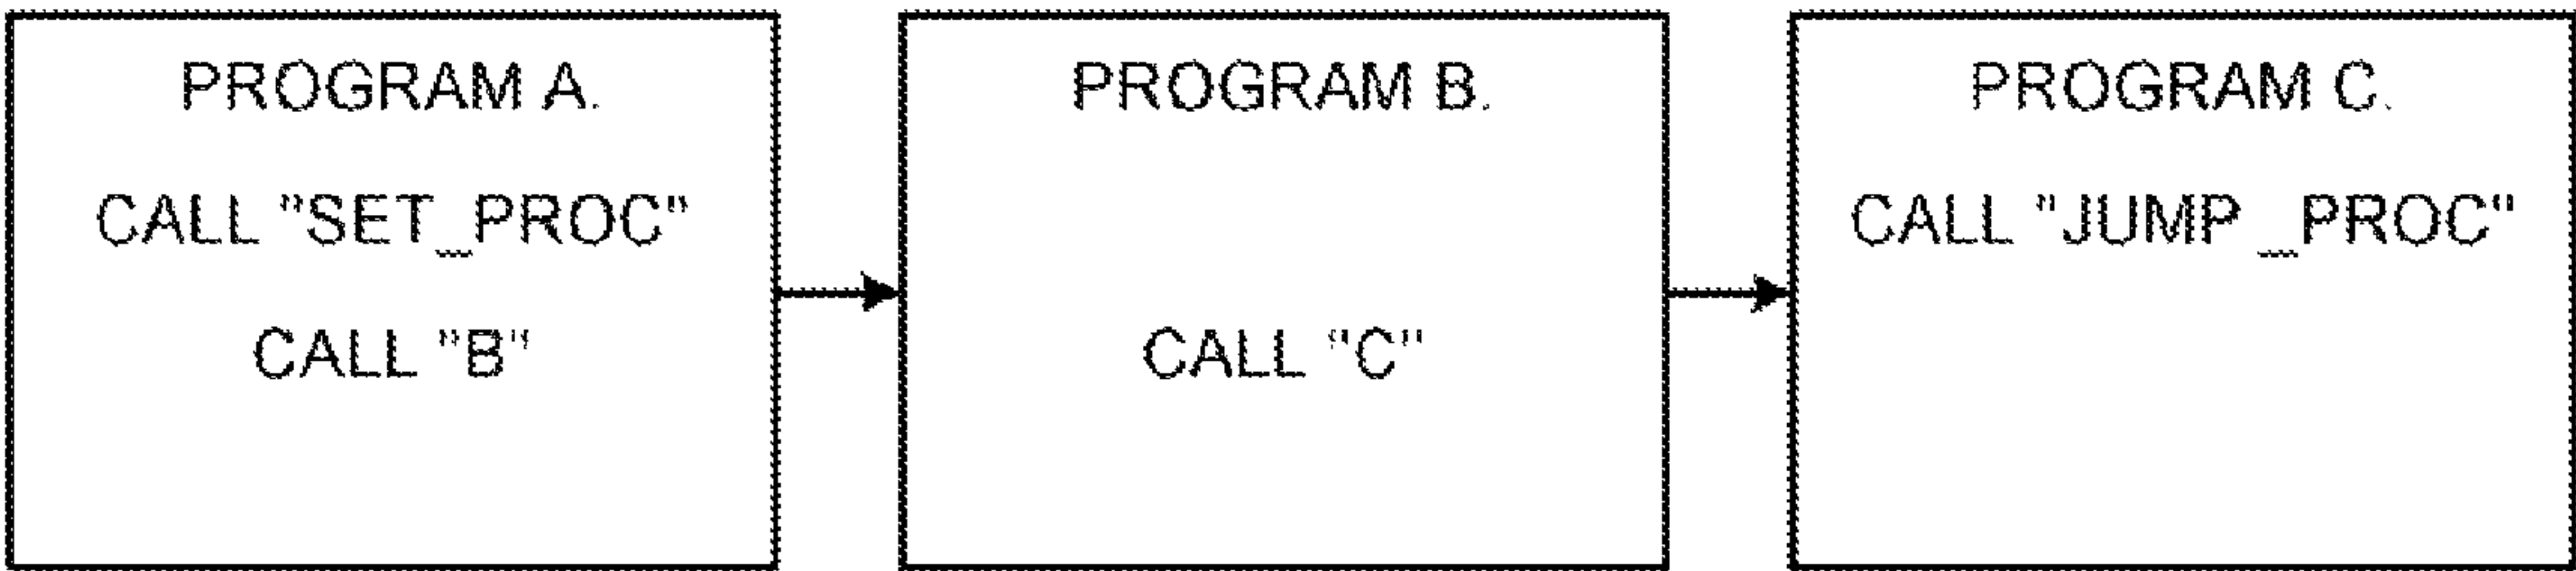 PROGRAM A.
CALL "SET_PROC"
CALL "B"
PROGRAM B.
CALL "C"
PROGRAM C.
CALL "JUMP _PROC"